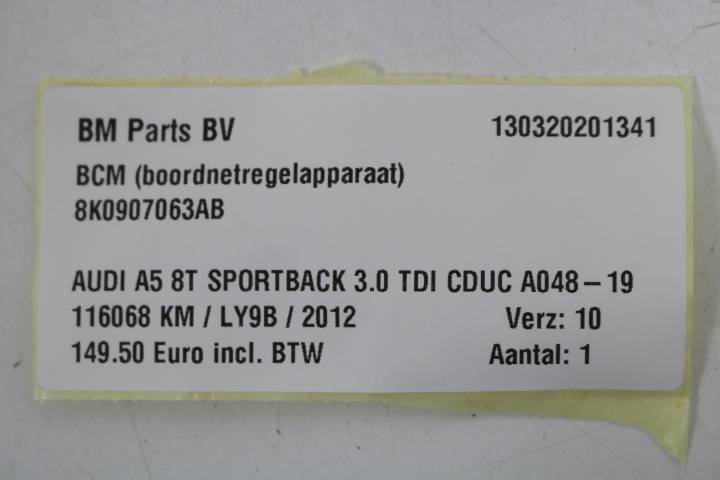 BM Parts BV 130320201341
BCM (boordnetregelapparaat)
8K0907063AB
AUDI A5 8T SPORTBACK 3.0 TDI CDUC A048-19
116068 KM / LY9B / 2012 Verz: 10
149.50 Euro incl. BTW Aantal: 1